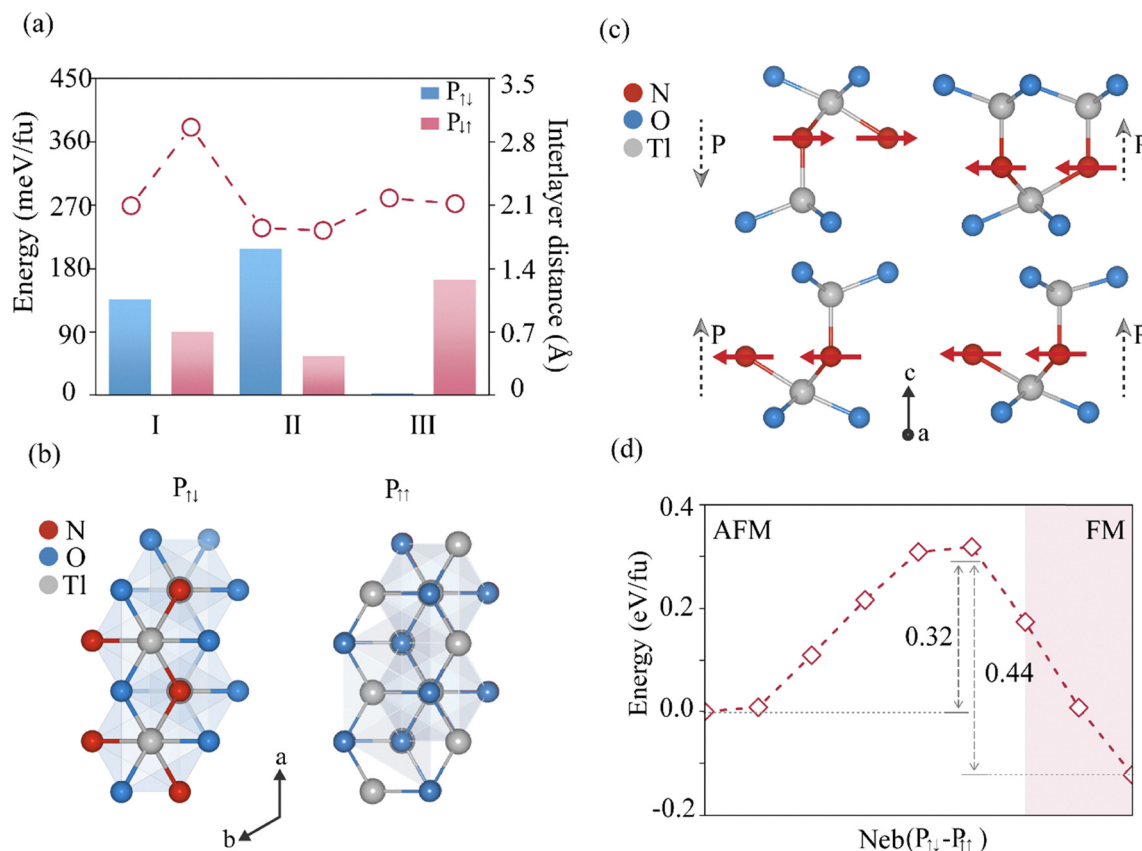 (a)
450
360
270
180
90
0
Energy (meV/fu)
P↑↓
P↓↑
3.5
2.8
2.1
1.4
0.7
0
Interlayer distance (Å)
I II III
(b)
P↑↓ P↑↑
N
O
Tl
a
b
(c)
N
O
Tl
P P
P P
c
a
(d)
0.4
0.2
0.0
-0.2
Energy (eV/fu)
AFM FM
0.32
0.44
Neb(P↑↓-P↑↑)